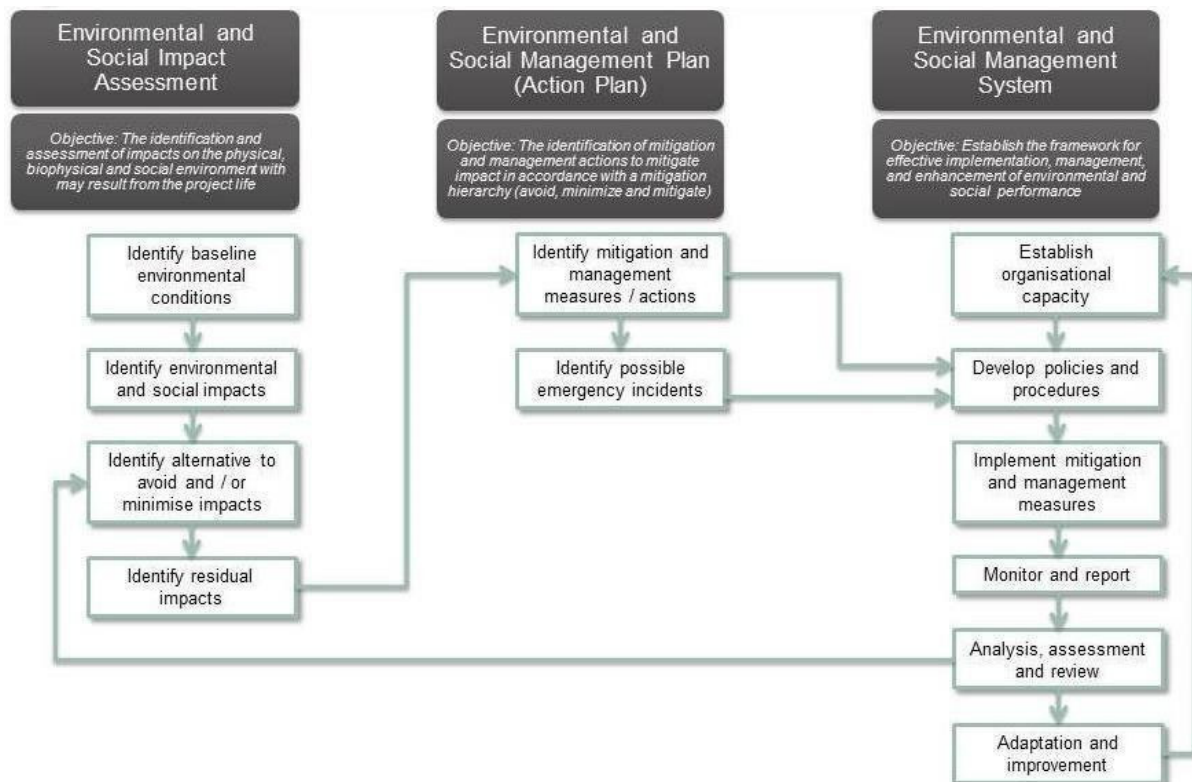 Environmental and
Social Impact
Assessment
Objective: The identification and
assessment of impacts on the physical,
biophysical and social environment with
may result from the project life
Identify baseline
environmental
conditions
Identify environmental
and social impacts
Identify alternative to
avoid and / or
minimise impacts
Identify residual
impacts
Environmental and
Social Management Plan
(Action Plan)
Objective: The identification of mitigation
and management actions to mitigate
impact in accordance with a mitigation
hierarchy (avoid, minimize and mitigate)
Identify mitigation and
management
measures / actions
Identify possible
emergency incidents
Environmental and
Social Management
System
Objective: Establish the framework for
effective implementation, management,
and enhancement of environmental and
social performance
Establish
organisational
capacity
Develop policies and
procedures
Implement mitigation
and management
measures
Monitor and report
Analysis, assessment
and review
Adaptation and
improvement